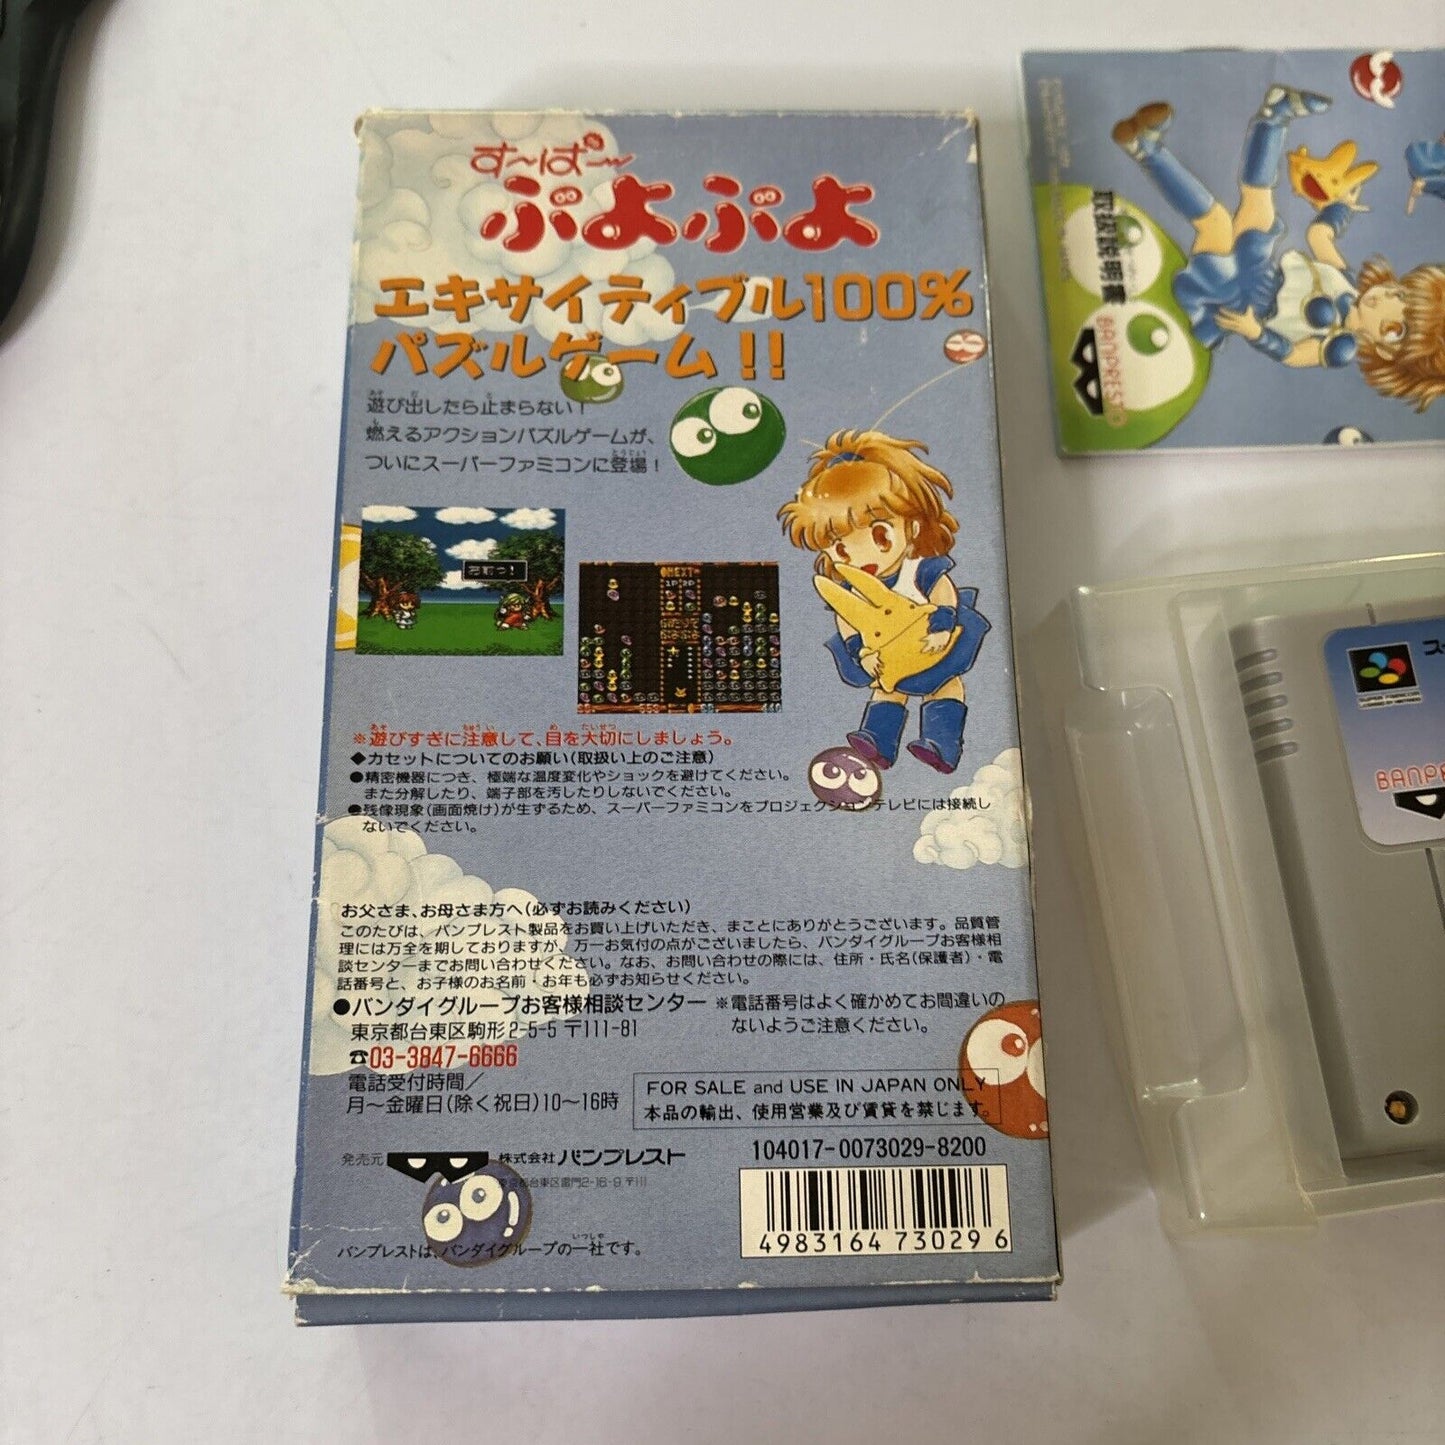 す〜ぱ〜
ぷよぷよ
エキサイティブル100%
パズルゲーム!!
遊び出したら止まらない!
燃えるアクションパズルゲームが、
ついにスーパーファミコンに登場!
NEXT
1P 2P
※遊びすぎに注意して、目を大切にしましょう。
◆カセットについてのお願い(取扱い上のご注意)
●精密機器につき、極端な温度変化やショックを避けてください。
また分解したり、端子部を汚したりしないでください。
●残像現象(画面焼け)が生ずるため、スーパーファミコンをプロジェクションテレビには接続し
ないでください。
お父さま、お母さま方へ(必ずお読みください)
このたびは、バンプレスト製品をお買い上げいただき、まことにありがとうございます。品質管
理には万全を期しておりますが、万一お気付の点がございましたら、バンダイグループお客様相
談センターまでお問い合わせください。なお、お問い合わせの際には、住所・氏名(保護者)・電
話番号と、お子様のお名前・お年も必ずお知らせください。
●バンダイグループお客様相談センター
東京都台東区駒形2-5-5 〒111-81
☎03-3847-6666
電話受付時間/
月〜金曜日(除く祝日)10〜16時
※電話番号はよく確かめてお間違いの
ないようご注意ください。
FOR SALE and USE IN JAPAN ONLY
本品の輸出、使用営業及び賃貸を禁じます。
104017-0073029-8200
発売元
株式会社バンプレスト
東京都台東区雷門2-16-9 〒111
バンプレストは、バンダイグループの一社です。
4983164 73029 6
取扱説明書
BANPRESTO
SUPER FAMICOM
BANPRE